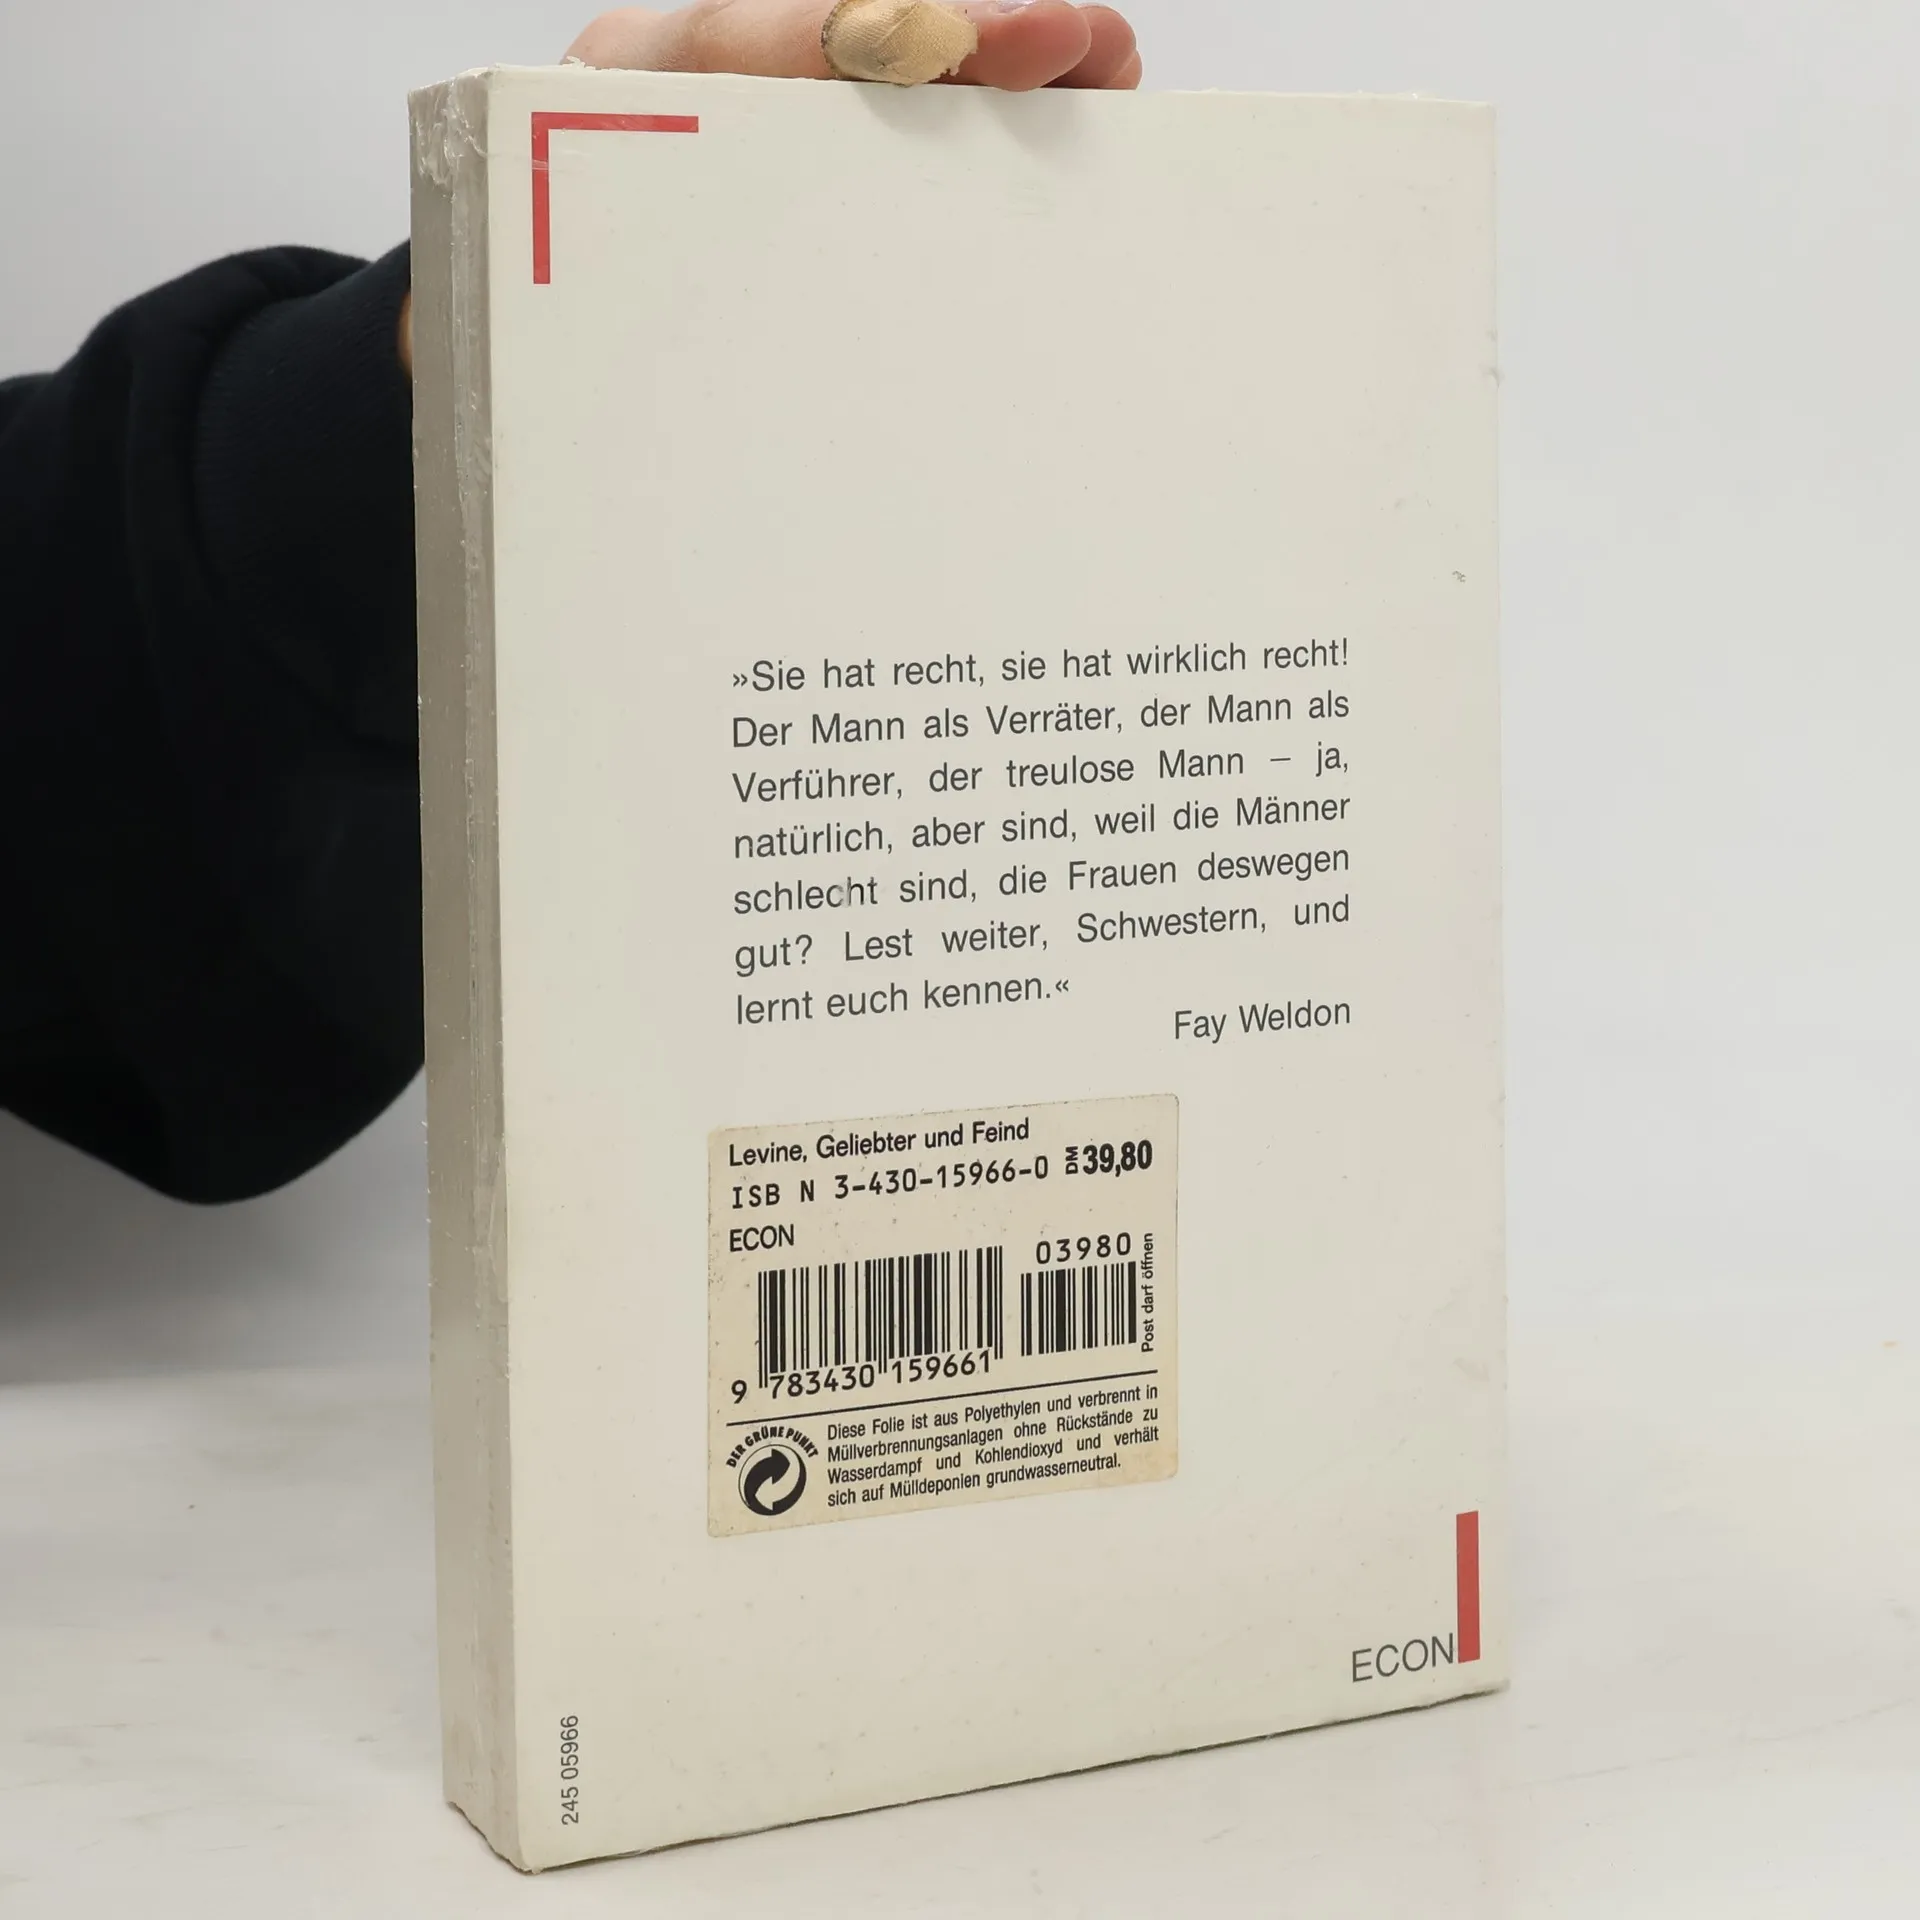 »Sie hat recht, sie hat wirklich recht!
Der Mann als Verräter, der Mann als
Verführer, der treulose Mann – ja,
natürlich, aber sind, weil die Männer
schlecht sind, die Frauen deswegen
gut? Lest weiter, Schwestern, und
lernt euch kennen.«
Fay Weldon
Levine, Geliebter und Feind
ISB N 3-430-15966-0 DM 39,80
ECON
03980
Post darf öffnen
9 783430 159661
DER GRÜNE PUNKT
Diese Folie ist aus Polyethylen und verbrennt in
Müllverbrennungsanlagen ohne Rückstände zu
Wasserdampf und Kohlendioxyd und verhält
sich auf Mülldeponien grundwasserneutral.
ECON
245 05966